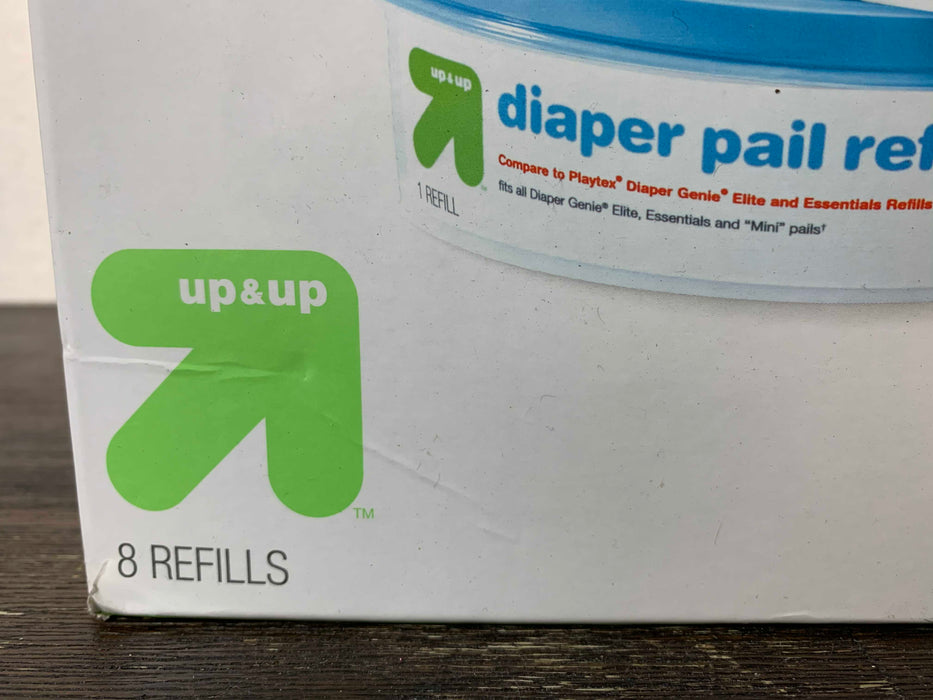 up&up
diaper pail ref
Compare to Playtex® Diaper Genie® Elite and Essentials Refills
fits all Diaper Genie® Elite, Essentials and “Mini” pails†
1 REFILL
up&up
TM
8 REFILLS